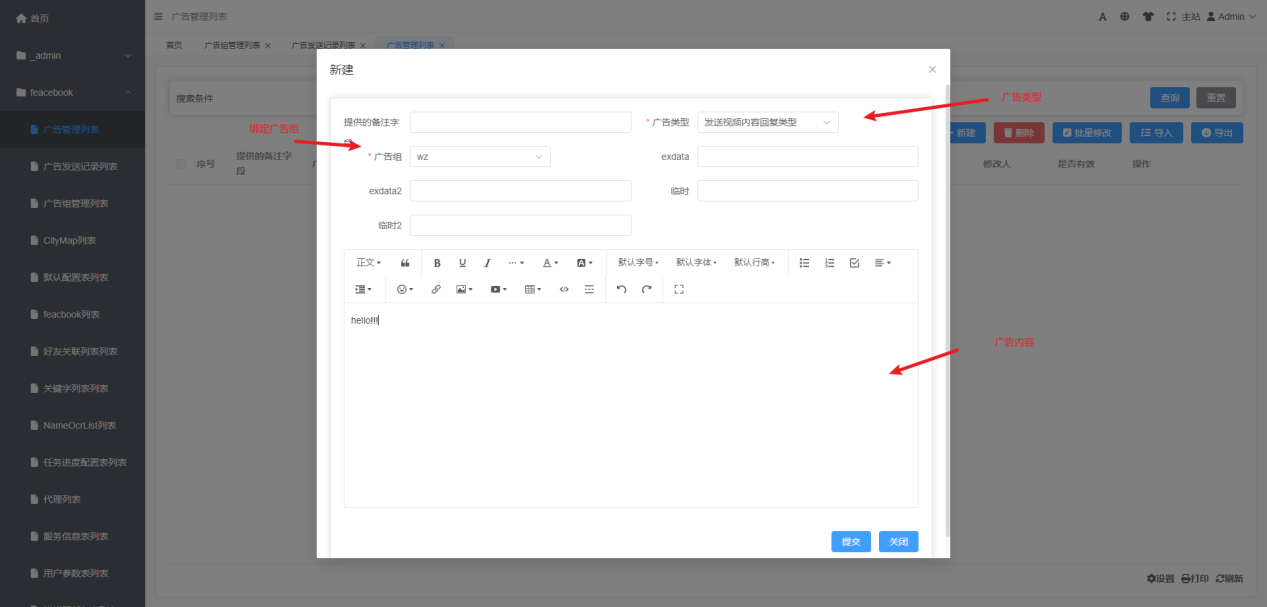 首页
_admin
feacebook
广告管理列表
广告发送记录列表
广告组管理列表
CityMap列表
默认配置表列表
feacbook列表
好友关联列表列表
关键字列表列表
NameOcrList列表
任务进度配置表列表
代理列表
服务信息表列表
用户参数表列表
广告管理列表
A 主站 Admin
首页 广告组管理列表 广告发送记录列表 广告管理列表
搜索条件 查询 重置
新建 删除 批量修改 导入 导出
序号 提供的备注字段 修改人 是否有效 操作
新建
提供的备注字段
* 广告类型 发送视频内容回复类型
广告类型
绑定广告组
* 广告组 wz
exdata
exdata2
临时
临时2
正文 B U I A A 默认字号 默认字体 默认行高
hello!!!
广告内容
提交 关闭
设置 打印 刷新